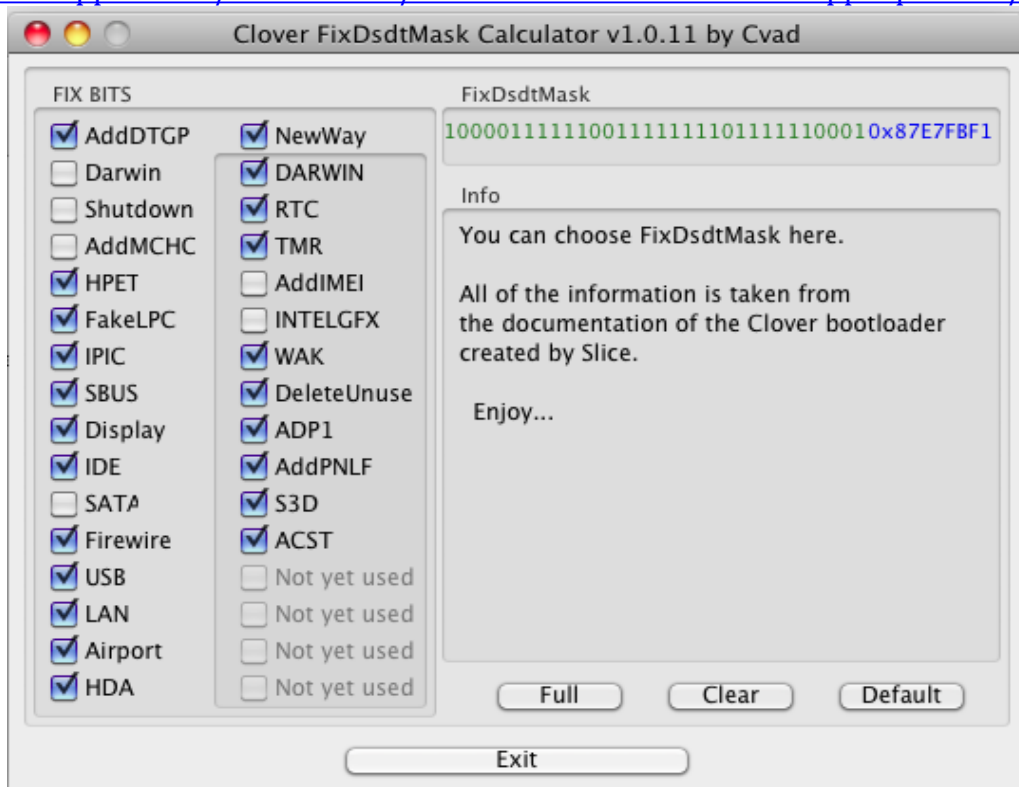 Clover FixDsdtMask Calculator v1.0.11 by Cvad
FIX BITS
AddDTGP
Darwin
Shutdown
AddMCHC
HPET
FakeLPC
IPIC
SBUS
Display
IDE
SATA
Firewire
USB
LAN
Airport
HDA
NewWay
DARWIN
RTC
TMR
AddIMEI
INTELGFX
WAK
DeleteUnuse
ADP1
AddPNLF
S3D
ACST
Not yet used
Not yet used
Not yet used
Not yet used
FixDsdtMask
10000111111001111111101111110001 0x87E7FBF1
Info
You can choose FixDsdtMask here.
All of the information is taken from
the documentation of the Clover bootloader
created by Slice.
Enjoy...
Full
Clear
Default
Exit